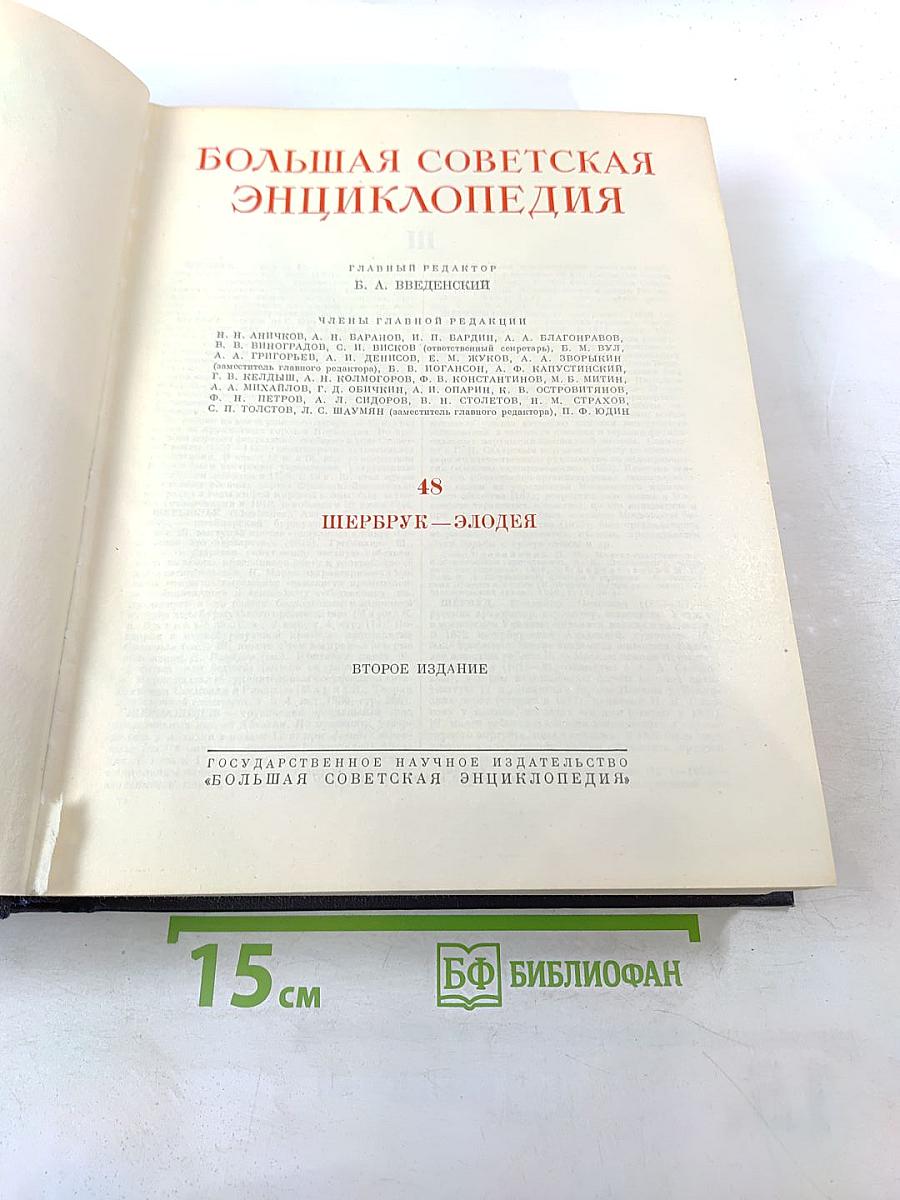 БОЛЬШАЯ СОВЕТСКАЯ
ЭНЦИКЛОПЕДИЯ
ГЛАВНЫЙ РЕДАКТОР
Б. А. ВВЕДЕНСКИЙ
ЧЛЕНЫ ГЛАВНОЙ РЕДАКЦИИ
Н. Н. АНИЧКОВ, А. Н. БАРАНОВ, И. П. БАРДИН, А. А. БЛАГОНРАВОВ,
В. В. ВИНОГРАДОВ, С. И. ВИСКОВ (ответственный секретарь), Б. М. ВУЛ,
А. А. ГРИГОРЬЕВ, А. И. ДЕНИСОВ, Е. М. ЖУКОВ, А. А. ЗВОРЫКИН
(заместитель главного редактора), Б. В. ИОГАНСОН, А. Ф. КАПУСТИНСКИЙ,
Г. В. КЕЛДЫШ, А. Н. КОЛМОГОРОВ, Ф. В. КОНСТАНТИНОВ, М. Б. МИТИН,
А. А. МИХАЙЛОВ, Г. Д. ОБИЧКИН, А. И. ОПАРИН, К. В. ОСТРОВИТЯНОВ,
Ф. Н. ПЕТРОВ, А. Л. СИДОРОВ, В. Н. СТОЛЕТОВ, Н. М. СТРАХОВ,
С. П. ТОЛСТОВ, Л. С. ШАУМЯН (заместитель главного редактора), П. Ф. ЮДИН
48
ШЕРБРУК—ЭЛОДЕЯ
ВТОРОЕ ИЗДАНИЕ
ГОСУДАРСТВЕННОЕ НАУЧНОЕ ИЗДАТЕЛЬСТВО
«БОЛЬШАЯ СОВЕТСКАЯ ЭНЦИКЛОПЕДИЯ»
15 см
БФ БИБЛИОФАН